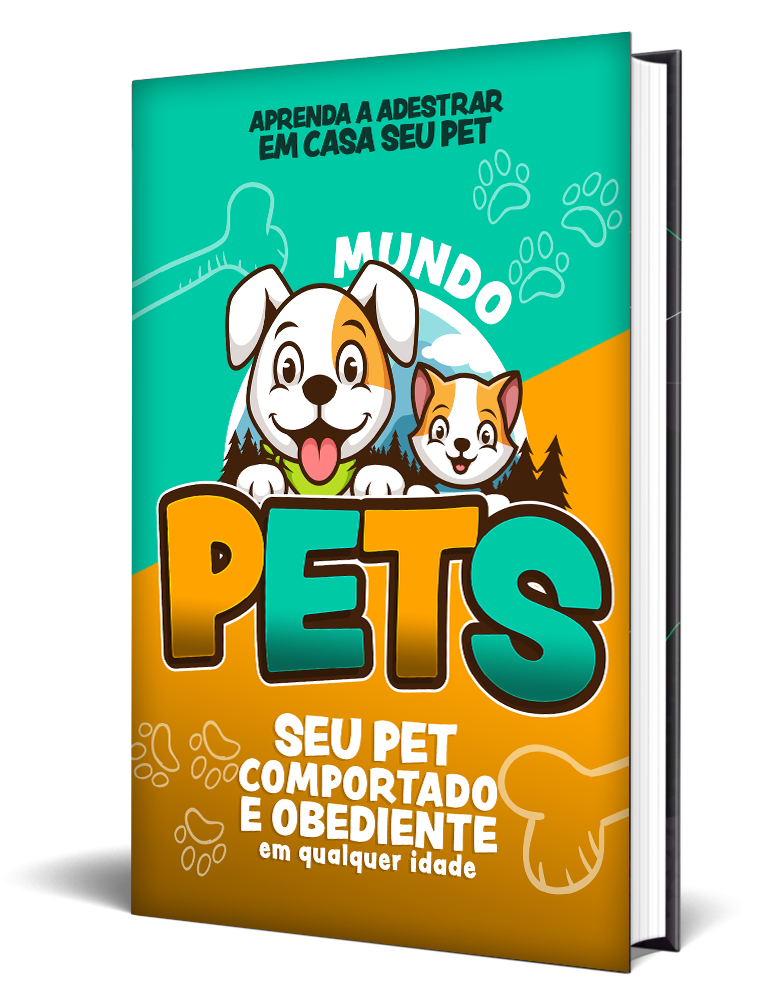 APRENDA A ADESTRAR
EM CASA SEU PET
MUNDO
PETS
SEU PET
COMPORTADO
E OBEDIENTE
em qualquer idade